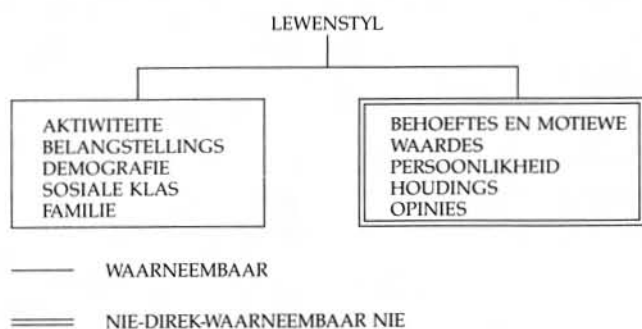 LEWENSTYL
AKTIWITEITE
BELANGSTELLINGS
DEMOGRAFIE
SOSIALE KLAS
FAMILIE
BEHOEFTES EN MOTIEWE
WAARDES
PERSOONLIKHEID
HOUDINGS
OPINIES
WAARNEEMBAAR
NIE-DIREK-WAARNEEMBAAR NIE